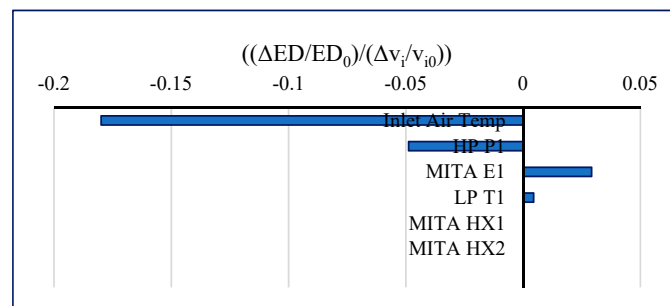 ((ΔED/ED₀)/(Δvᵢ/vᵢ₀))
-0.2 -0.15 -0.1 -0.05 0 0.05
Inlet Air Temp
HP P1
MITA E1
LP T1
MITA HX1
MITA HX2